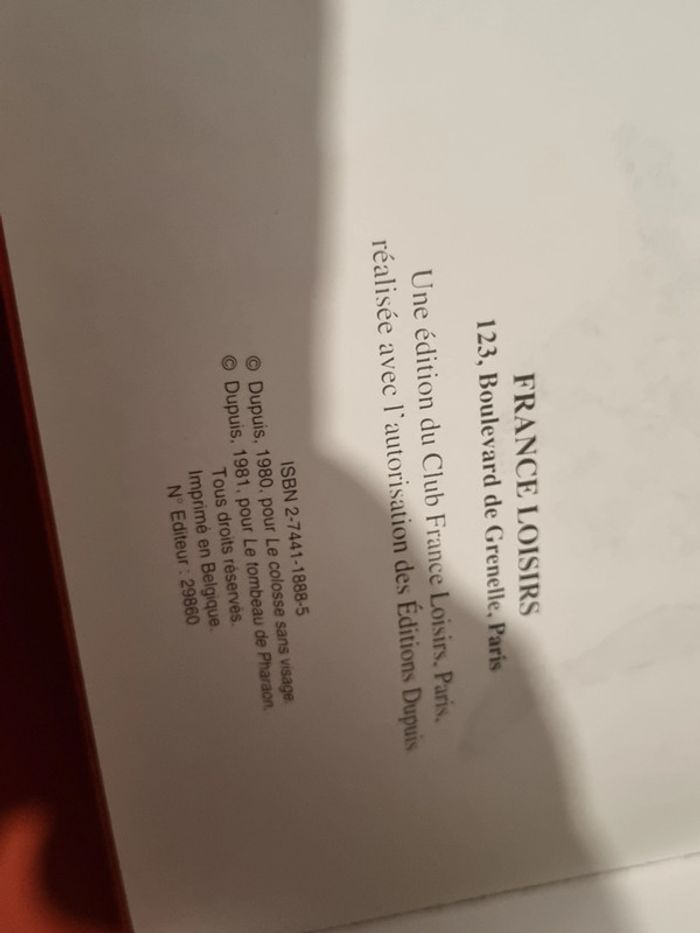 FRANCE LOISIRS
123, Boulevard de Grenelle, Paris
Une édition du Club France Loisirs, Paris,
réalisée avec l'autorisation des Éditions Dupuis
ISBN 2-7441-1888-5
© Dupuis, 1980, pour Le colosse sans visage.
© Dupuis, 1981, pour Le tombeau de Pharaon.
Tous droits réservés.
Imprimé en Belgique.
N° Editeur : 29860